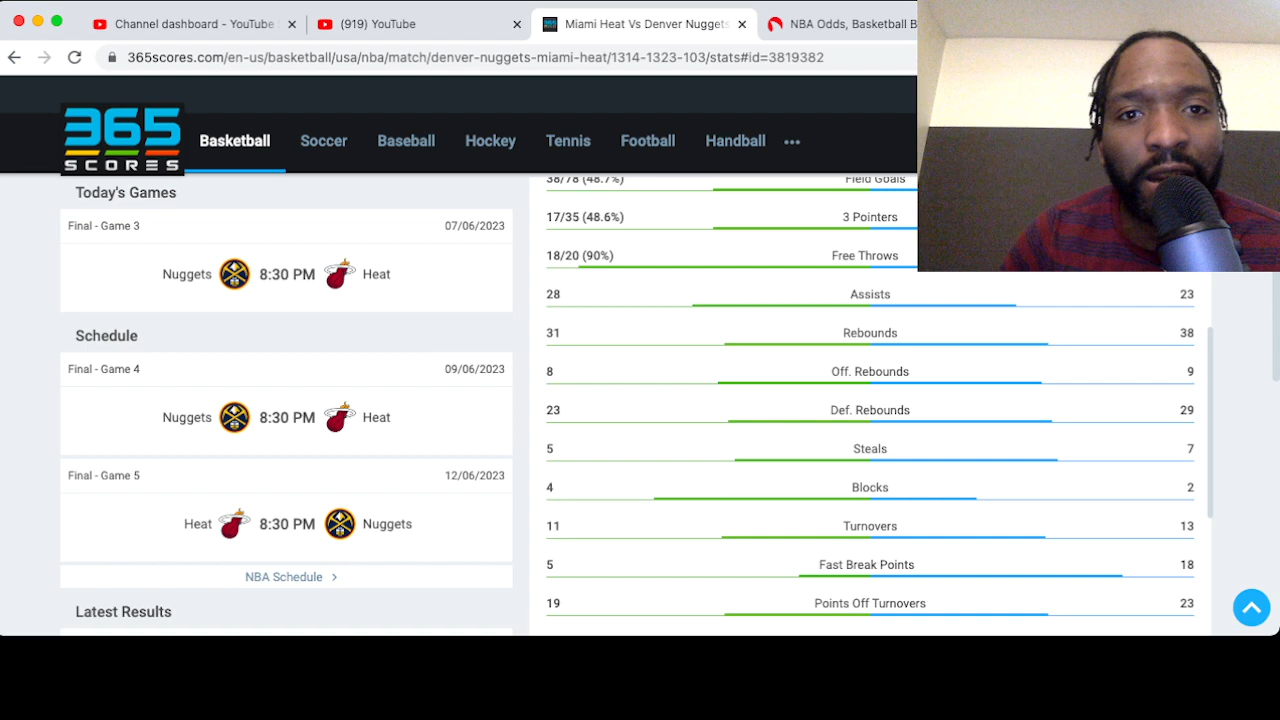 Channel dashboard - YouTube
(919) YouTube
Miami Heat Vs Denver Nuggets
NBA Odds, Basketball B
365scores.com/en-us/basketball/usa/nba/match/denver-nuggets-miami-heat/1314-1323-103/stats#id=3819382
365
SCORES
Basketball
Soccer
Baseball
Hockey
Tennis
Football
Handball
Today's Games
Final - Game 3
07/06/2023
Nuggets 8:30 PM Heat
Schedule
Final - Game 4
09/06/2023
Nuggets 8:30 PM Heat
Final - Game 5
12/06/2023
Heat 8:30 PM Nuggets
NBA Schedule >
Latest Results
38/78 (48.7%) Field Goals
17/35 (48.6%) 3 Pointers
18/20 (90%) Free Throws
28 Assists 23
31 Rebounds 38
8 Off. Rebounds 9
23 Def. Rebounds 29
5 Steals 7
4 Blocks 2
11 Turnovers 13
5 Fast Break Points 18
19 Points Off Turnovers 23